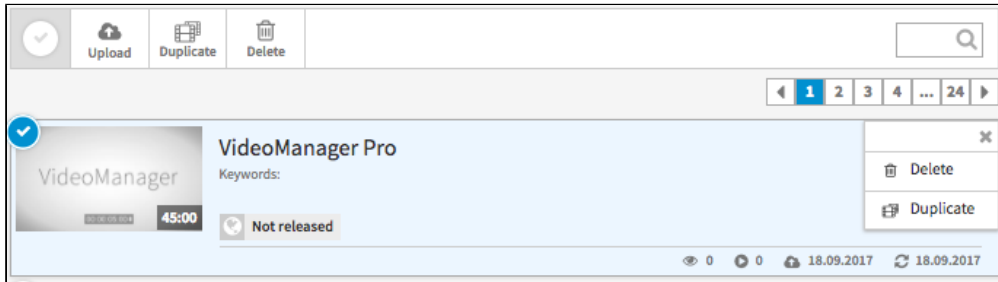 Upload Duplicate Delete
1 2 3 4 ... 24
VideoManager Pro
Keywords:
VideoManager
45:00
Not released
Delete
Duplicate
0 0 18.09.2017 18.09.2017